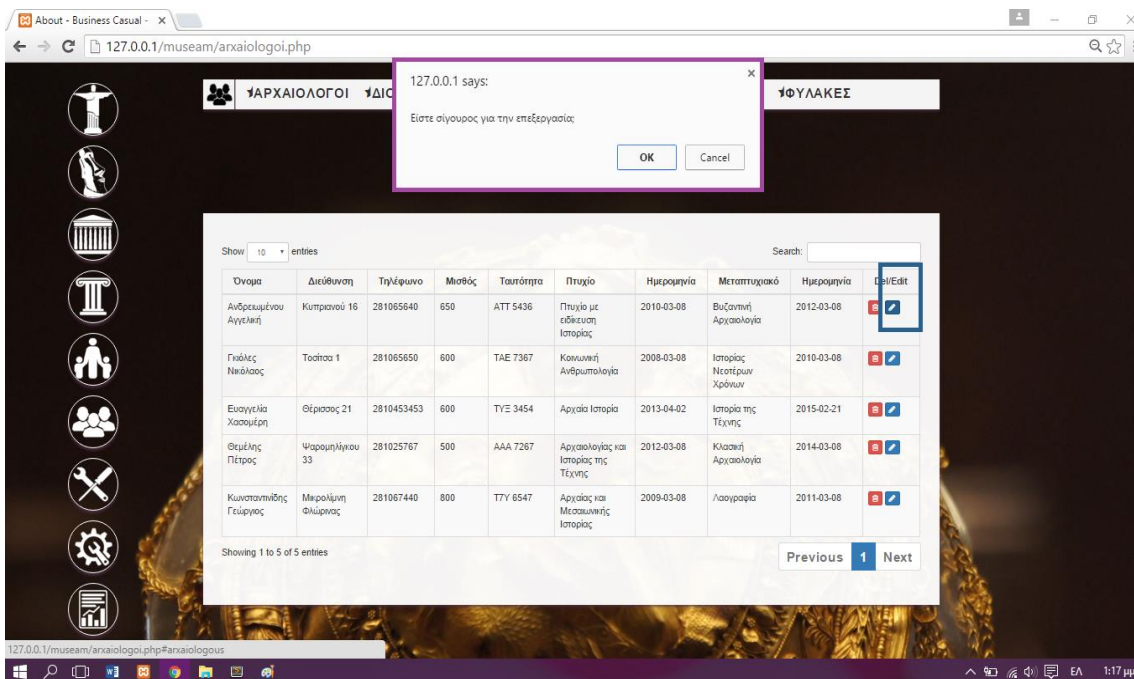 About - Business Casual -
127.0.0.1/museam/arxaiologoi.php
127.0.0.1 says:
Είστε σίγουρος για την επεξεργασία;
OK Cancel
ΑΡΧΑΙΟΛΟΓΟΙ ΔΙΟ ΦΥΛΑΚΕΣ
Show 10 entries Search:
Όνομα Διεύθυνση Τηλέφωνο Μισθός Ταυτότητα Πτυχίο Ημερομηνία Μεταπτυχιακό Ημερομηνία Del/Edit
Ανδρειωμένου Κυπριανού 16 281065640 650 ΑΤΤ 5436 Πτυχίο με 2010-03-08 Βυζαντινή 2012-03-08
Αγγελική ειδίκευση Αρχαιολογία
Ιστορίας
Γκιόλες Τοσίτσα 1 281065650 600 ΤΑΕ 7367 Κοινωνική 2008-03-08 Ιστορίας 2010-03-08
Νικόλαος Ανθρωπολογία Νεοτέρων
Χρόνων
Ευαγγελία Θέρισσος 21 2810453453 600 ΤΥΞ 3454 Αρχαία Ιστορία 2013-04-02 Ιστορία της 2015-02-21
Χασομέρη Τέχνης
Θεμέλης Ψαρομηλίγκου 281025767 500 ΑΑΑ 7267 Αρχαιολογίας και 2012-03-08 Κλασική 2014-03-08
Πέτρος 33 Ιστορίας της Αρχαιολογία
Τέχνης
Κωνσταντινίδης Μικρολίμνη 281067440 800 Τ7Υ 6547 Αρχαίας και 2009-03-08 Λαογραφία 2011-03-08
Γεώργιος Φλώρινας Μεσαιωνικής
Ιστορίας
Showing 1 to 5 of 5 entries
Previous 1 Next
127.0.0.1/museam/arxaiologoi.php#arxaiologous
ΕΛ 1:17 μμ